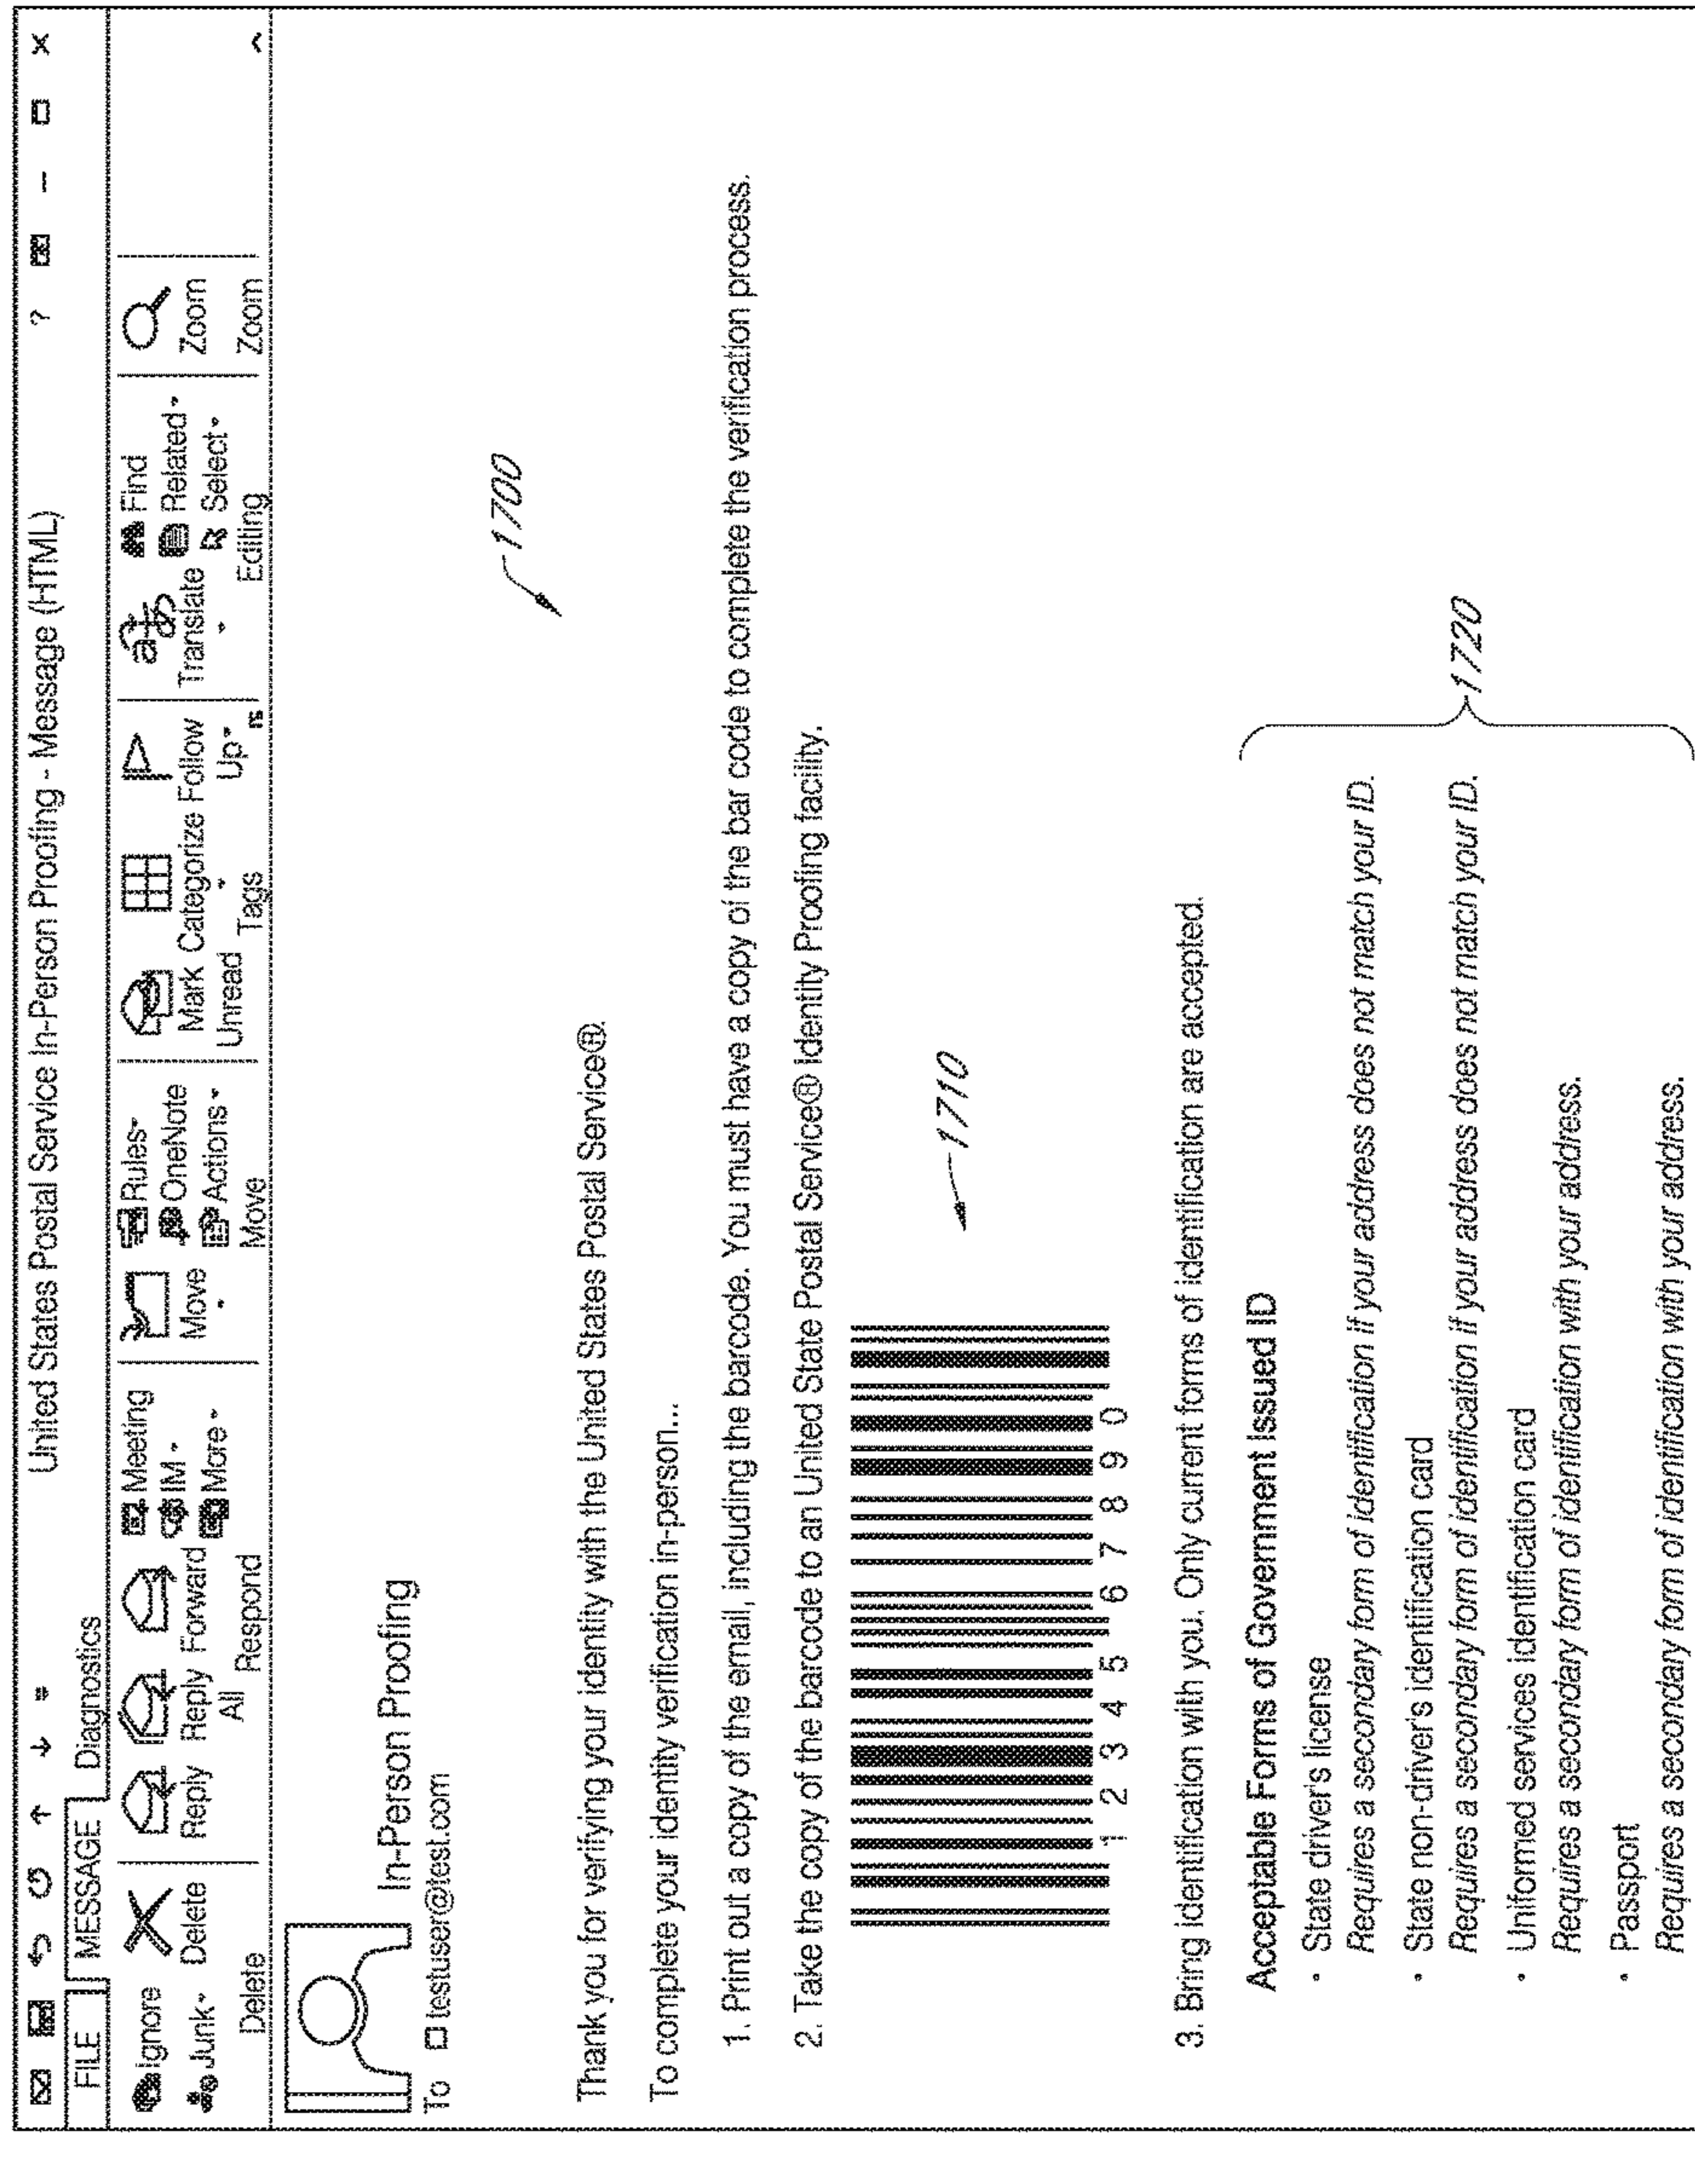 United States Postal Service In-Person Proofing - Message (HTML)
?
FILE MESSAGE Diagnostics
Ignore
Junk
Delete
Delete
Reply
Reply All
Forward
Meeting
IM
More
Respond
Move
Rules
OneNote
Actions
Move
Mark Unread
Categorize
Follow Up
Tags
Translate
Find
Related
Select
Editing
Zoom
Zoom
In-Person Proofing
To testuser@test.com
1700
Thank you for verifying your identity with the United States Postal Service®.
To complete your identity verification in-person...
1. Print out a copy of the email, including the barcode. You must have a copy of the bar code to complete the verification process.
2. Take the copy of the barcode to an United State Postal Service® Identity Proofing facility.
1710
1 2 3 4 5 6 7 8 9 0
3. Bring identification with you. Only current forms of identification are accepted.
Acceptable Forms of Government Issued ID
• State driver's license
Requires a secondary form of identification if your address does not match your ID.
• State non-driver's identification card
Requires a secondary form of identification if your address does not match your ID.
• Uniformed services identification card
Requires a secondary form of identification with your address.
• Passport
Requires a secondary form of identification with your address.
1720